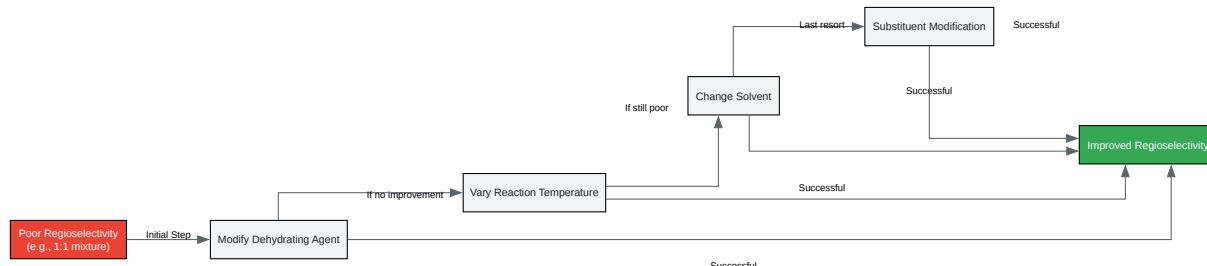 Last resort
Substituent Modification
Successful
Change Solvent
Successful
If still poor
Improved Regioselectivity
If no improvement
Vary Reaction Temperature
Successful
Poor Regioselectivity
(e.g., 1:1 mixture)
Initial Step
Modify Dehydrating Agent
Successful